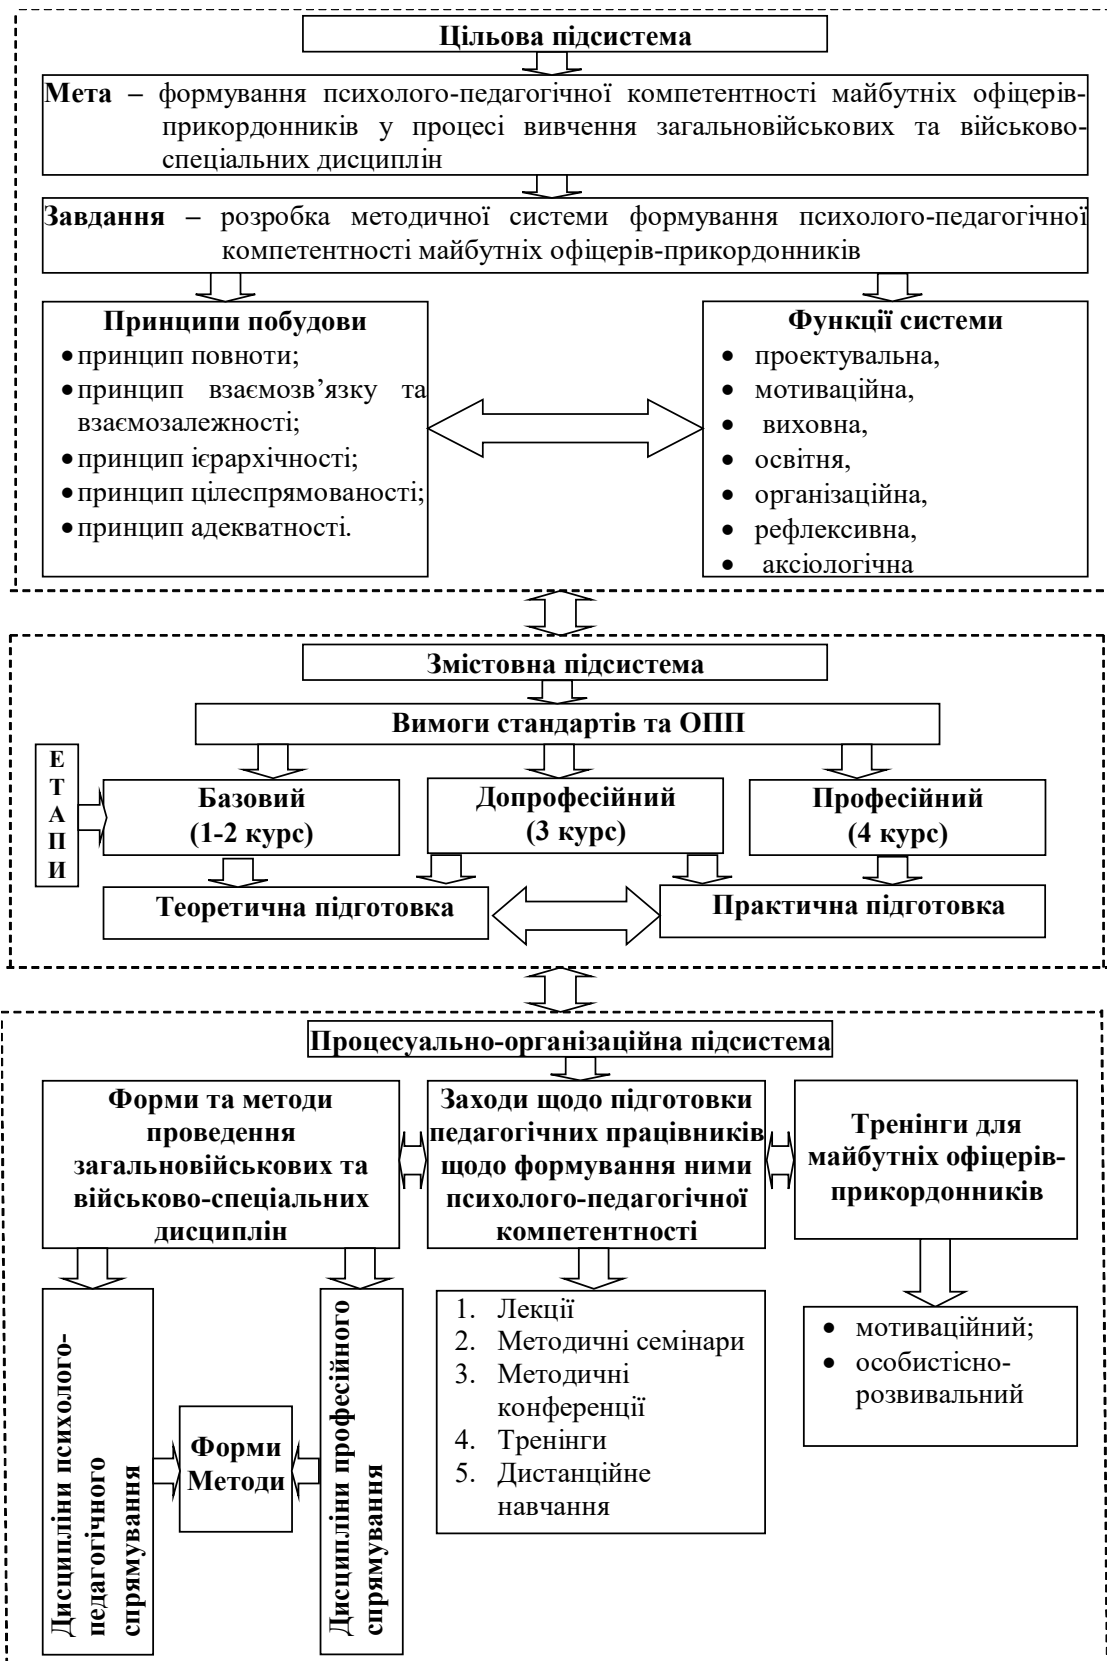 Цільова підсистема
Мета – формування психолого-педагогічної компетентності майбутніх офіцерів-
прикордонників у процесі вивчення загальновійськових та військово-
спеціальних дисциплін
Завдання – розробка методичної системи формування психолого-педагогічної
компетентності майбутніх офіцерів-прикордонників
Принципи побудови
• принцип повноти;
• принцип взаємозв’язку та
взаємозалежності;
• принцип ієрархічності;
• принцип цілеспрямованості;
• принцип адекватності.
Функції системи
• проектувальна,
• мотиваційна,
• виховна,
• освітня,
• організаційна,
• рефлексивна,
• аксіологічна
Змістовна підсистема
Вимоги стандартів та ОПП
Е
Т
А
П
И
Базовий
(1-2 курс)
Допрофесійний
(3 курс)
Професійний
(4 курс)
Теоретична підготовка
Практична підготовка
Процесуально-організаційна підсистема
Форми та методи
проведення
загальновійськових та
військово-спеціальних
дисциплін
Заходи щодо підготовки
педагогічних працівників
щодо формування ними
психолого-педагогічної
компетентності
Тренінги для
майбутніх офіцерів-
прикордонників
Дисципліни психолого-
педагогічного
спрямування
Форми
Методи
Дисципліни професійного
спрямування
1. Лекції
2. Методичні семінари
3. Методичні
конференції
4. Тренінги
5. Дистанційне
навчання
• мотиваційний;
• особистісно-
розвивальний